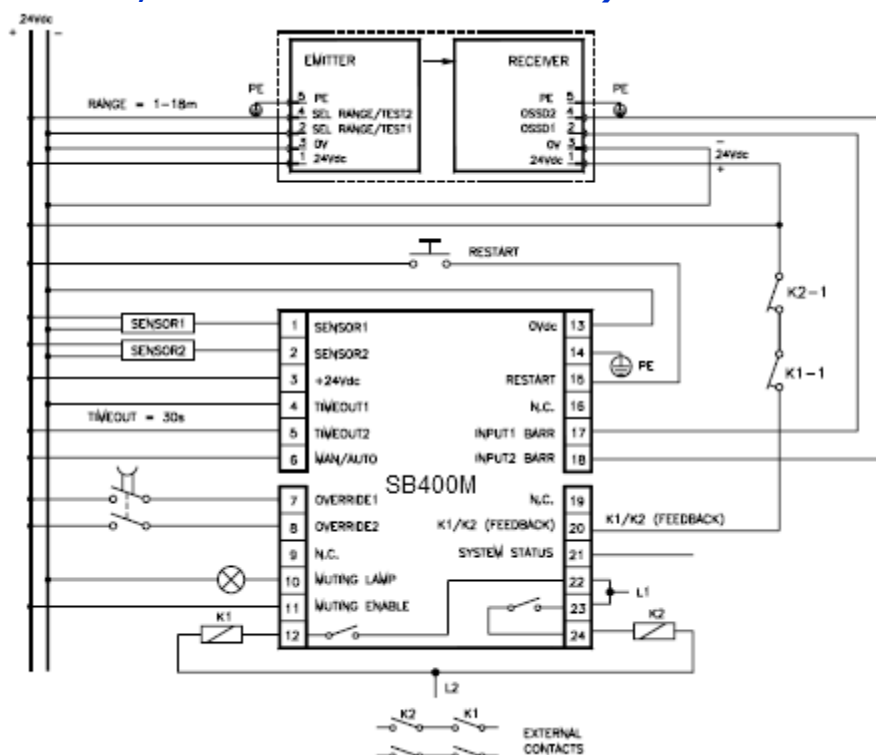 24Vdc
+ -
EMITTER
RECEIVER
RANGE = 1-18m
PE
5 PE
4 SEL RANGE/TEST2
2 SEL RANGE/TEST1
3 0V
1 24Vdc
PE
PE 5
OSSD2 4
OSSD1 2
0V 3
24Vdc 1
-
24Vdc
+
RESTART
K2-1
K1-1
SENSOR1
SENSOR2
TIMEOUT = 30s
1 SENSOR1
2 SENSOR2
3 +24Vdc
4 TIMEOUT1
5 TIMEOUT2
6 MAN/AUTO
0Vdc 13
14 PE
RESTART 15
N.C. 16
INPUT1 BARR 17
INPUT2 BARR 18
SB400M
7 OVERRIDE1
8 OVERRIDE2
9 N.C.
10 MUTING LAMP
11 MUTING ENABLE
12
N.C. 19
K1/K2 (FEEDBACK) 20 K1/K2 (FEEDBACK)
SYSTEM STATUS 21
22
23
24
L1
K1
K2
L2
K2 K1
EXTERNAL
CONTACTS